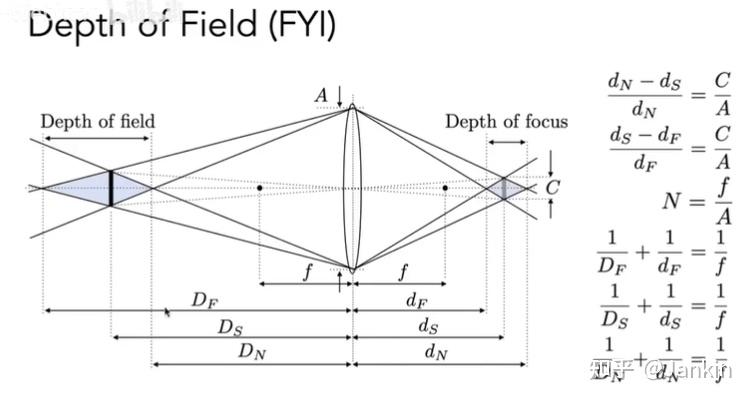 Depth of Field (FYI)
A
Depth of field
Depth of focus
C
f f
D_F d_F
D_S d_S
D_N d_N
\frac{d_N - d_S}{d_N} = \frac{C}{A}
\frac{d_S - d_F}{d_F} = \frac{C}{A}
N = \frac{f}{A}
\frac{1}{D_F} + \frac{1}{d_F} = \frac{1}{f}
\frac{1}{D_S} + \frac{1}{d_S} = \frac{1}{f}
\frac{1}{D_N} + \frac{1}{d_N} = \frac{1}{f}
知乎 @Jankin